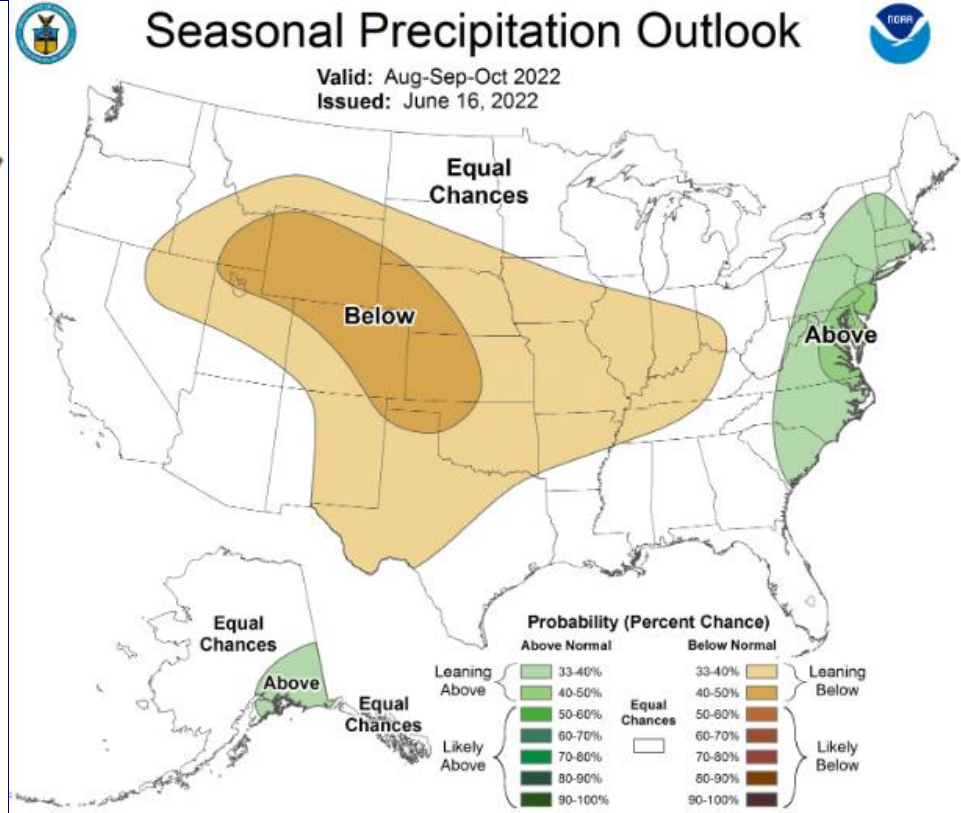 NOAA
Seasonal Precipitation Outlook
Valid: Aug-Sep-Oct 2022
Issued: June 16, 2022
Equal
Chances
Below
Above
Equal
Chances
Above
Equal
Chances
Probability (Percent Chance)
Above Normal
Below Normal
Leaning
Above
33-40%
40-50%
Likely
Above
50-60%
60-70%
70-80%
80-90%
90-100%
Equal
Chances
33-40%
40-50%
Leaning
Below
50-60%
60-70%
70-80%
80-90%
90-100%
Likely
Below